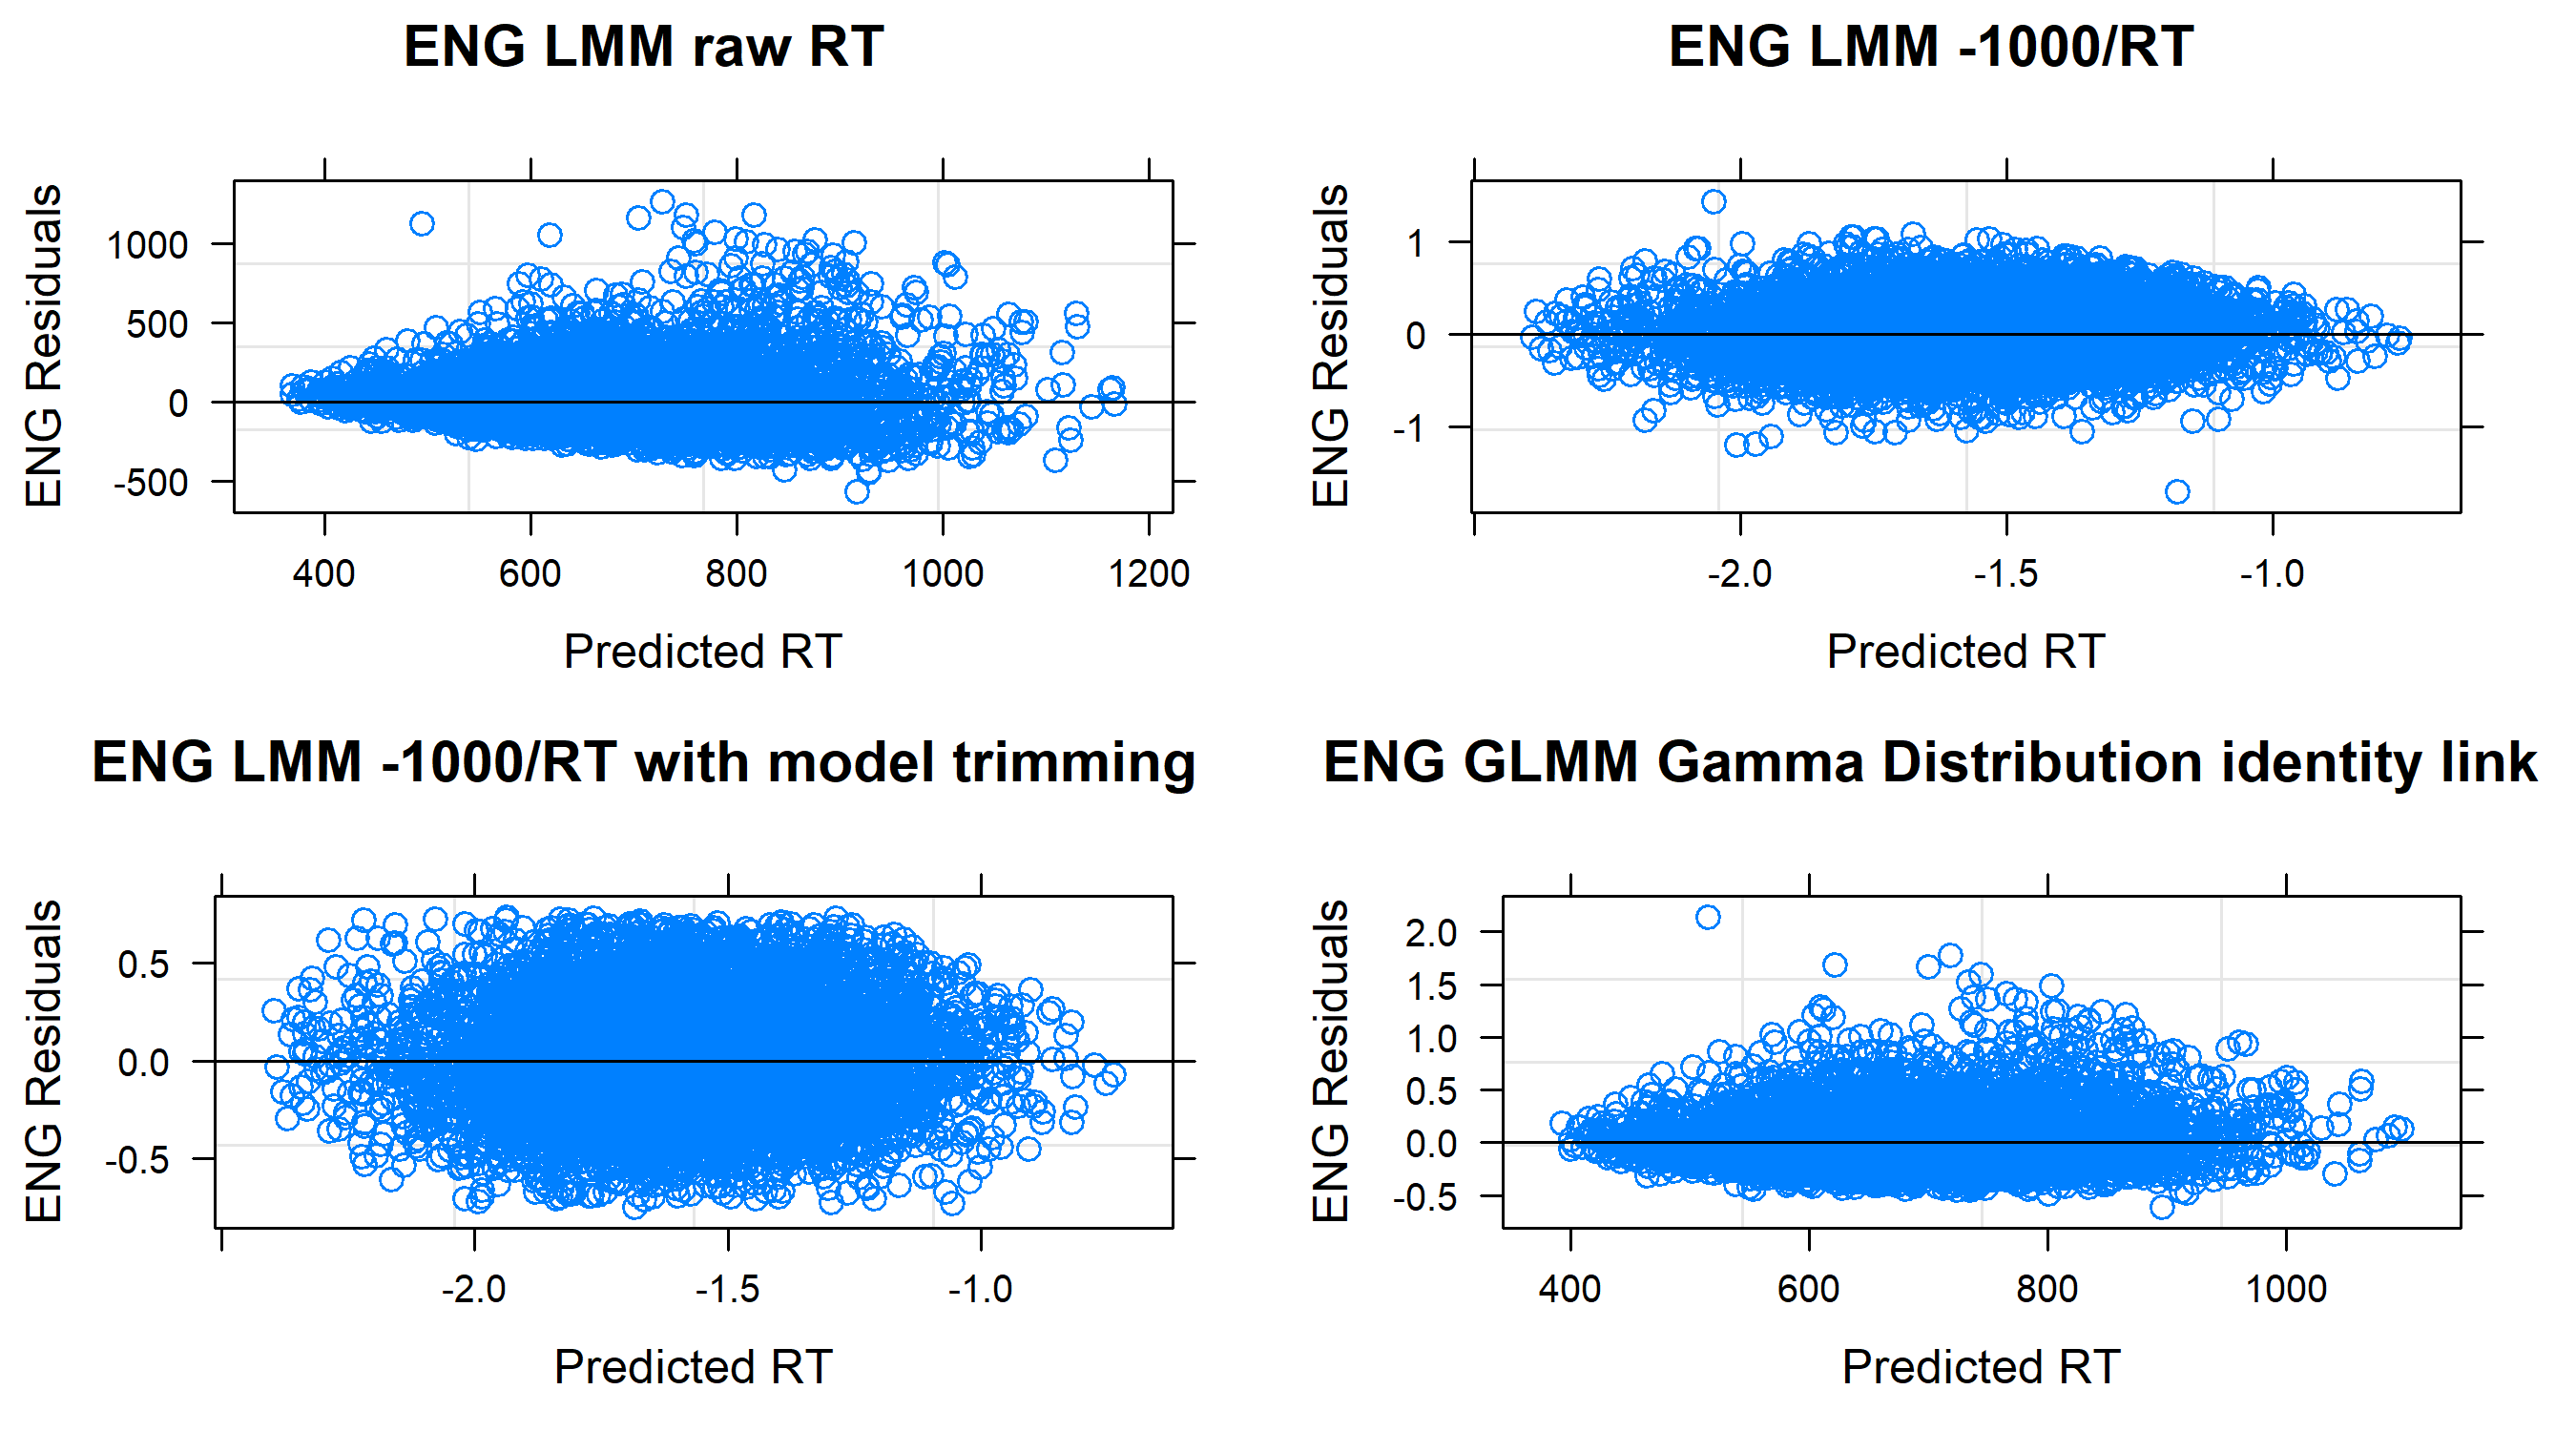 ENG LMM raw RT
ENG Residuals
1000
500
0
-500
400 600 800 1000 1200
Predicted RT
ENG LMM -1000/RT
ENG Residuals
1
0
-1
-2.0 -1.5 -1.0
Predicted RT
ENG LMM -1000/RT with model trimming
ENG Residuals
0.5
0.0
-0.5
-2.0 -1.5 -1.0
Predicted RT
ENG GLMM Gamma Distribution identity link
ENG Residuals
2.0
1.5
1.0
0.5
0.0
-0.5
400 600 800 1000
Predicted RT